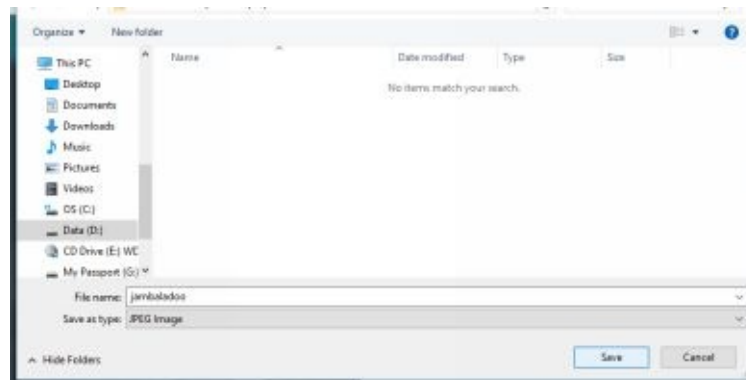 Organize New folder
Name Date modified Type Size
No items match your search.
This PC
Desktop
Documents
Downloads
Music
Pictures
Videos
OS (C:)
Data (D:)
CD Drive (E:) WD
My Passport (G:)
File name: jambalados
Save as type: JPEG Image
Hide Folders Save Cancel